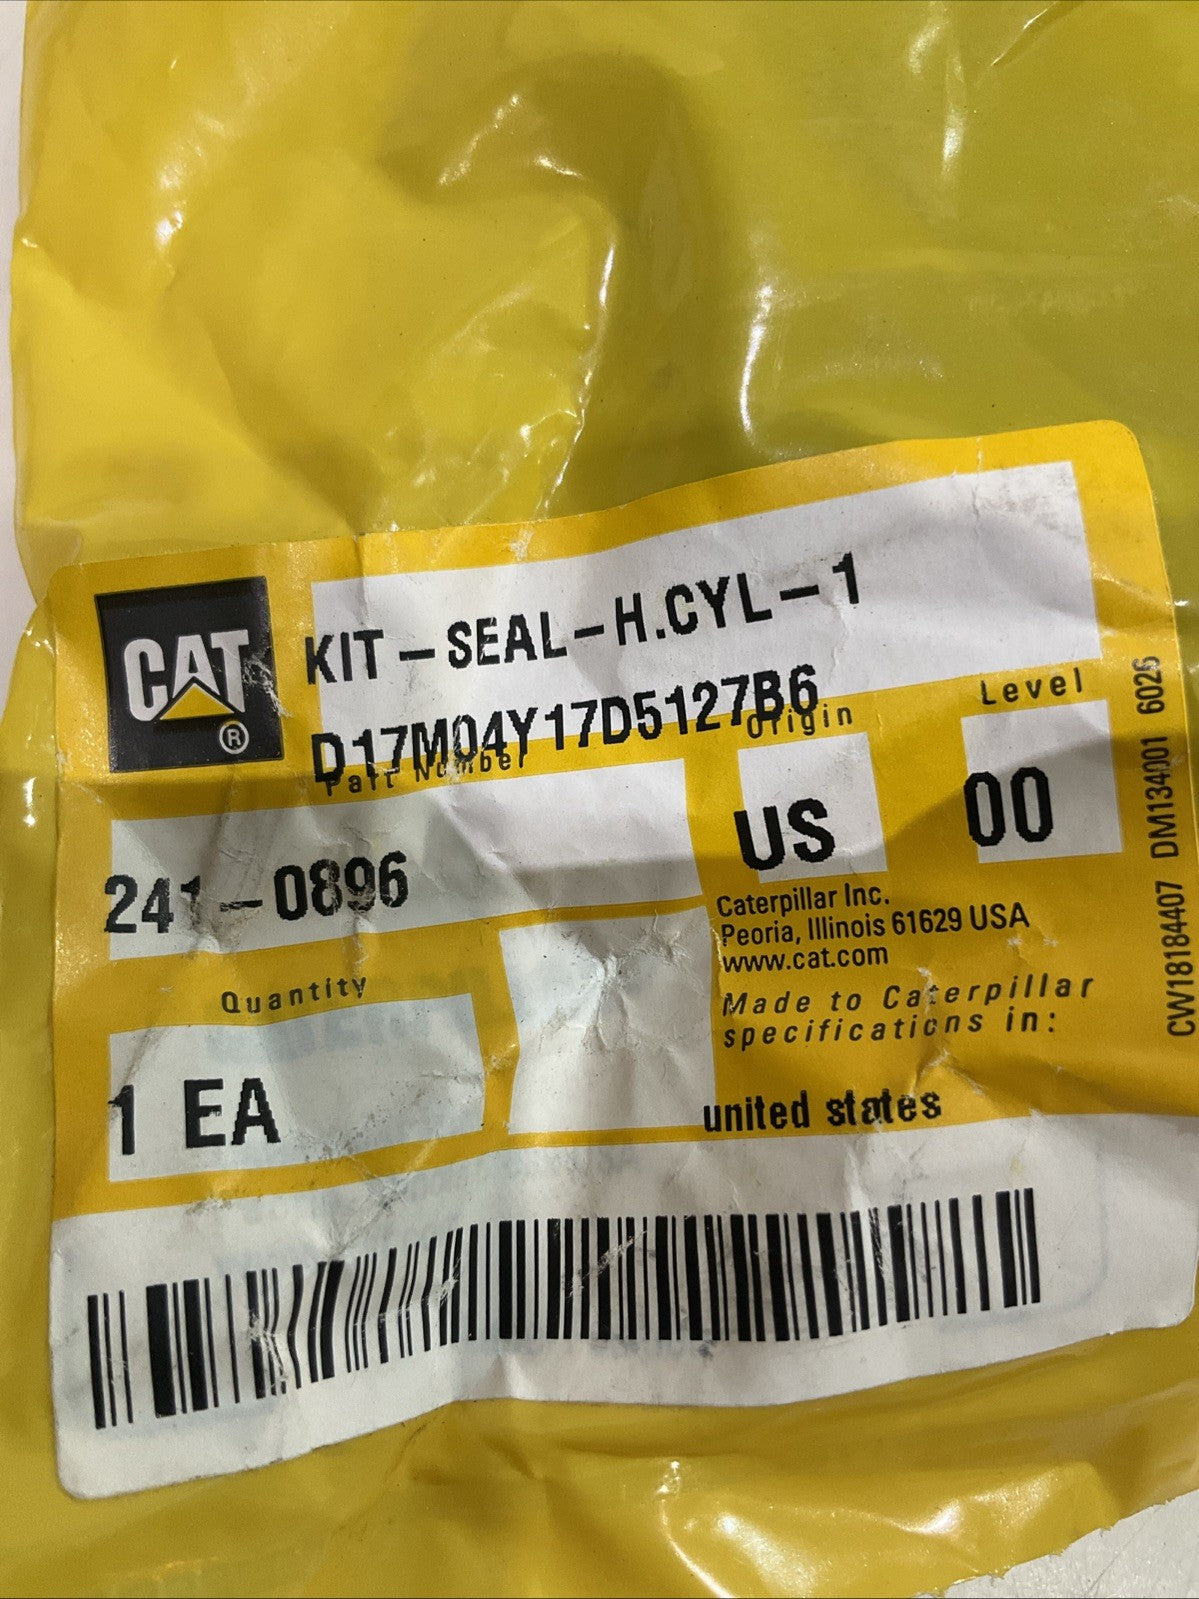 CAT
®
KIT-SEAL-H.CYL-1
D17M04Y17D5127B6
Part Number
Origin
Level
241-0896
US
00
Quantity
1 EA
Caterpillar Inc.
Peoria, Illinois 61629 USA
www.cat.com
Made to Caterpillar
specifications in:
united states
CW18184407 DM134001 6026